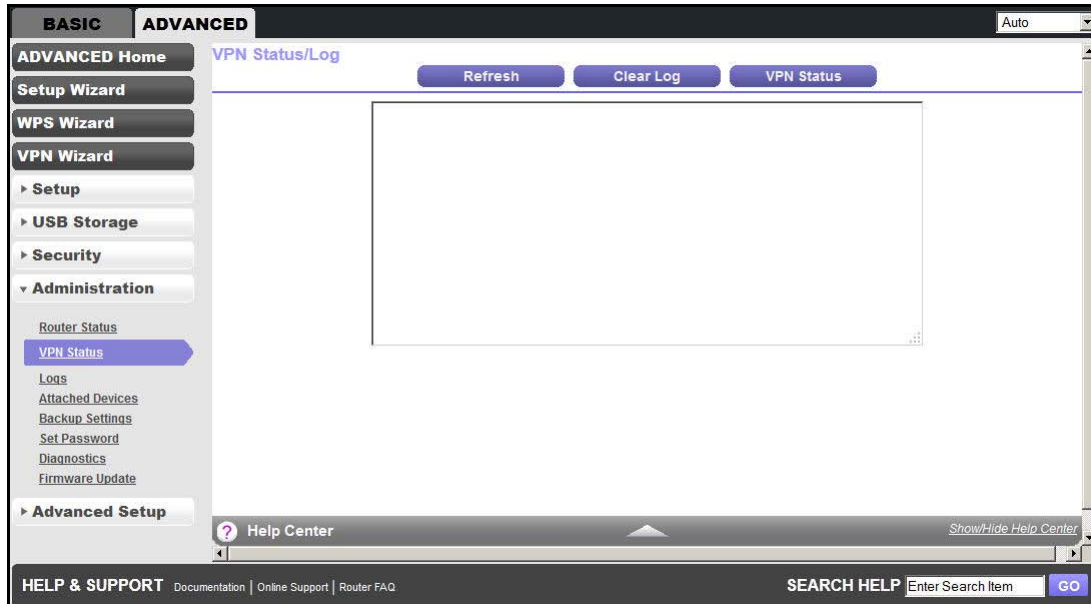 BASIC
ADVANCED
Auto
ADVANCED Home
Setup Wizard
WPS Wizard
VPN Wizard
Setup
USB Storage
Security
Administration
Router Status
VPN Status
Logs
Attached Devices
Backup Settings
Set Password
Diagnostics
Firmware Update
Advanced Setup
VPN Status/Log
Refresh
Clear Log
VPN Status
? Help Center
Show/Hide Help Center
HELP & SUPPORT Documentation | Online Support | Router FAQ
SEARCH HELP Enter Search Item GO